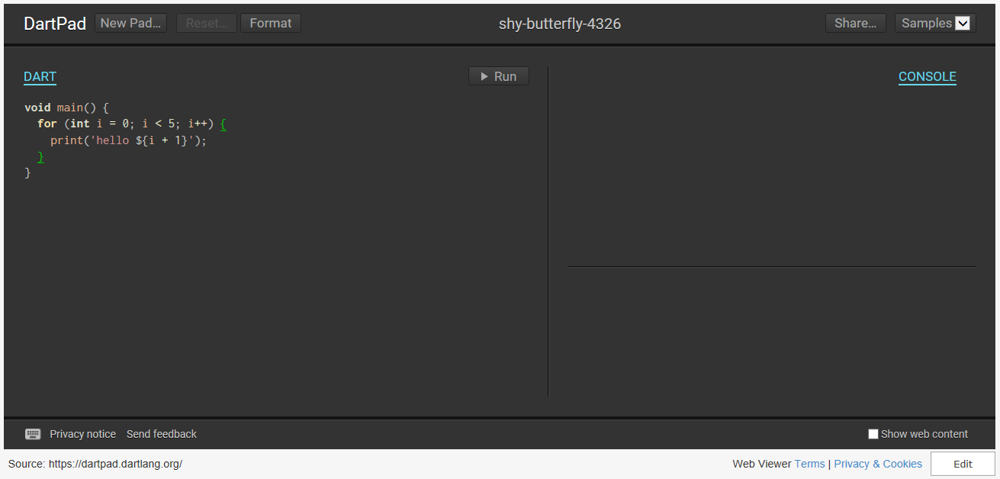 DartPad New Pad... Reset... Format shy-butterfly-4326 Share... Samples
DART Run CONSOLE
void main() {
  for (int i = 0; i < 5; i++) {
    print('hello ${i + 1}');
  }
}
Privacy notice Send feedback Show web content
Source: https://dartpad.dartlang.org/ Web Viewer Terms | Privacy & Cookies Edit